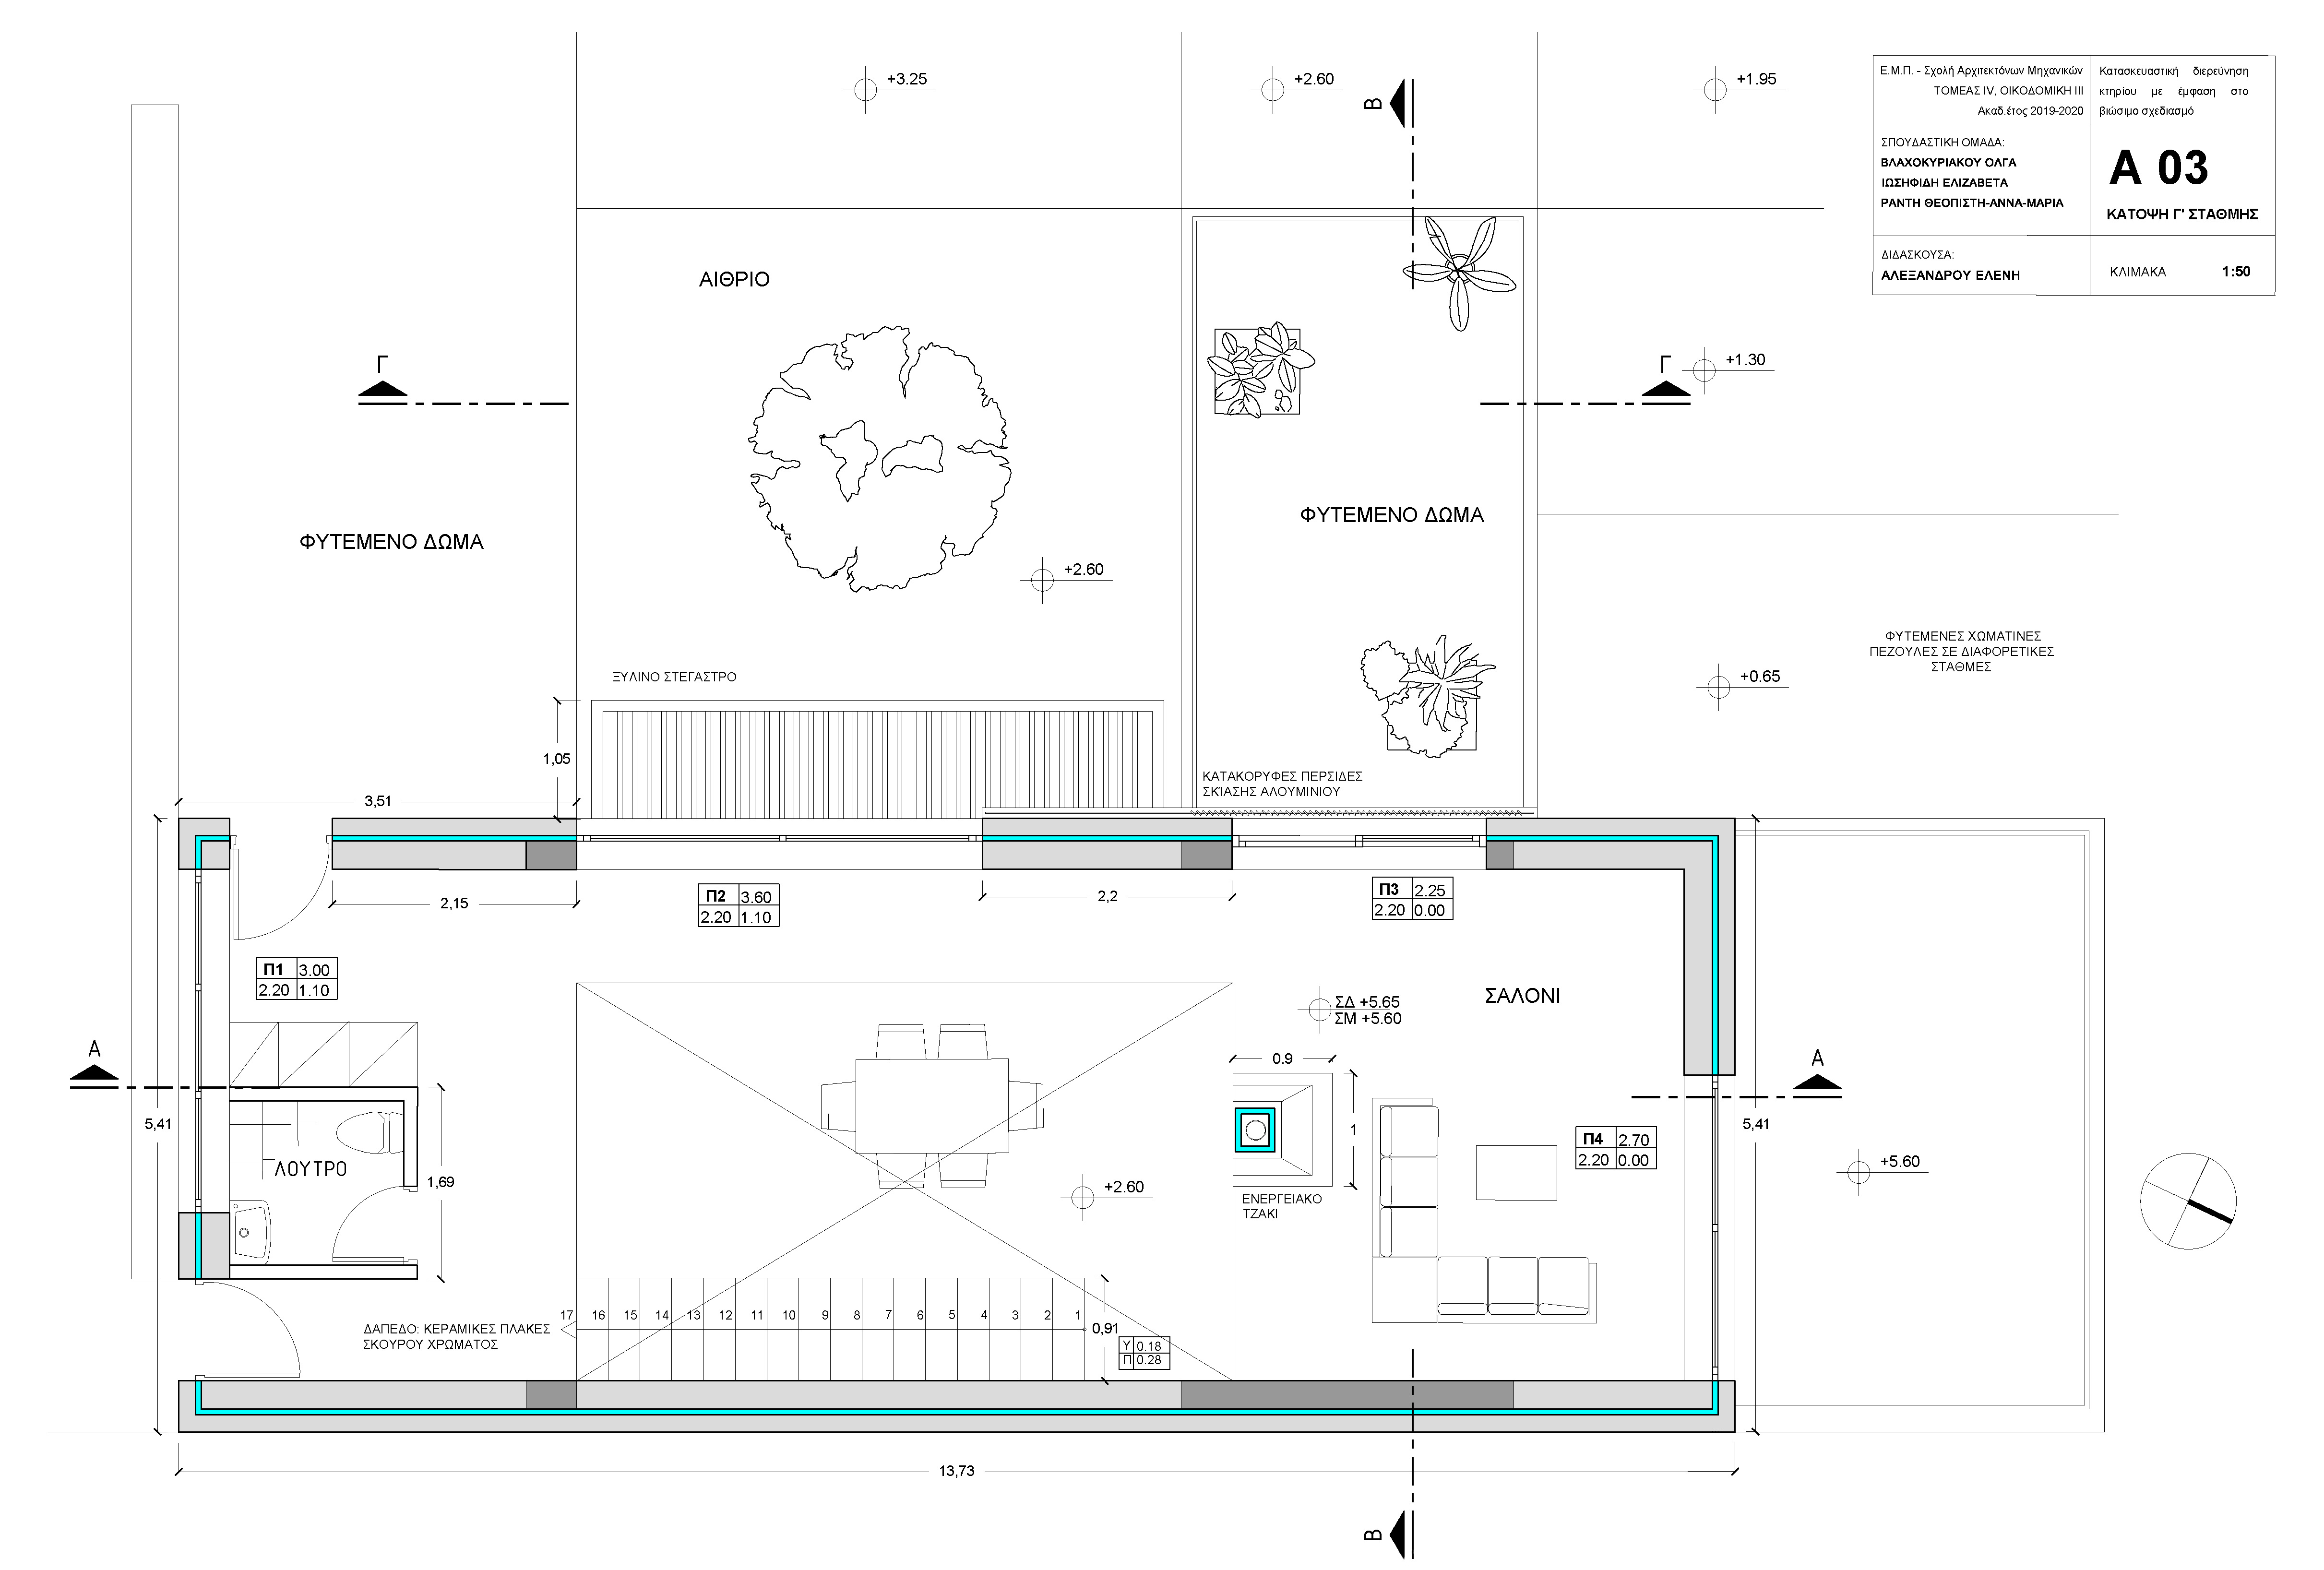 +3.25
+2.60
+1.95
B
Ε.Μ.Π. - Σχολή Αρχιτεκτόνων Μηχανικών
ΤΟΜΕΑΣ IV, ΟΙΚΟΔΟΜΙΚΗ ΙΙΙ
Ακαδ.έτος 2019-2020
Κατασκευαστική διερεύνηση
κτηρίου με έμφαση στο
βιώσιμο σχεδιασμό
ΣΠΟΥΔΑΣΤΙΚΗ ΟΜΑΔΑ:
ΒΛΑΧΟΚΥΡΙΑΚΟΥ ΟΛΓΑ
ΙΩΣΗΦΙΔΗ ΕΛΙΖΑΒΕΤΑ
ΡΑΝΤΗ ΘΕΟΠΙΣΤΗ-ΑΝΝΑ-ΜΑΡΙΑ
Α 03
ΚΑΤΟΨΗ Γ' ΣΤΑΘΜΗΣ
ΔΙΔΑΣΚΟΥΣΑ:
ΑΛΕΞΑΝΔΡΟΥ ΕΛΕΝΗ
ΚΛΙΜΑΚΑ 1:50
ΑΙΘΡΙΟ
Γ
Γ
+1.30
ΦΥΤΕΜΕΝΟ ΔΩΜΑ
ΦΥΤΕΜΕΝΟ ΔΩΜΑ
+2.60
ΦΥΤΕΜΕΝΕΣ ΧΩΜΑΤΙΝΕΣ
ΠΕΖΟΥΛΕΣ ΣΕ ΔΙΑΦΟΡΕΤΙΚΕΣ
ΣΤΑΘΜΕΣ
ΞΥΛΙΝΟ ΣΤΕΓΑΣΤΡΟ
+0.65
1,05
ΚΑΤΑΚΟΡΥΦΕΣ ΠΕΡΣΙΔΕΣ
ΣΚΊΑΣΗΣ ΑΛΟΥΜΙΝΙΟΥ
3,51
2,15
Π2 3.60
2.20 1.10
2,2
Π3 2.25
2.20 0.00
Π1 3.00
2.20 1.10
ΣΑΛΟΝΙ
ΣΔ +5.65
ΣΜ +5.60
A
0.9
A
5,41
1
5,41
Π4 2.70
2.20 0.00
ΛΟΥΤΡΟ
1,69
+2.60
+5.60
ΕΝΕΡΓΕΙΑΚΟ
ΤΖΑΚΙ
17 16 15 14 13 12 11 10 9 8 7 6 5 4 3 2 1
0,91
ΔΑΠΕΔΟ: ΚΕΡΑΜΙΚΕΣ ΠΛΑΚΕΣ
ΣΚΟΥΡΟΥ ΧΡΩΜΑΤΟΣ
Υ 0.18
Π 0.28
13,73
B